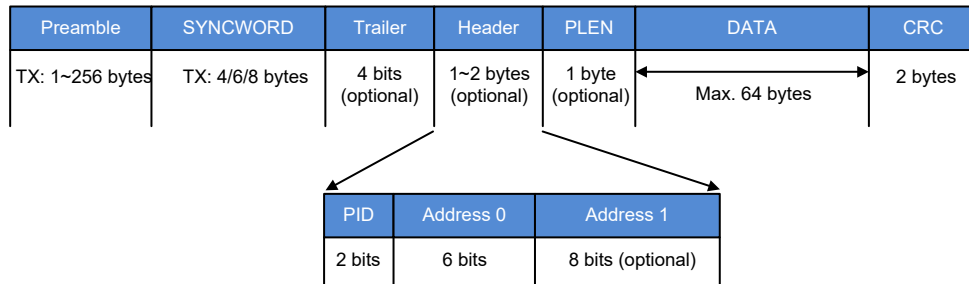 Preamble SYNCWORD Trailer Header PLEN DATA CRC
TX: 1~256 bytes TX: 4/6/8 bytes 4 bits (optional) 1~2 bytes (optional) 1 byte (optional) Max. 64 bytes 2 bytes
PID Address 0 Address 1
2 bits 6 bits 8 bits (optional)